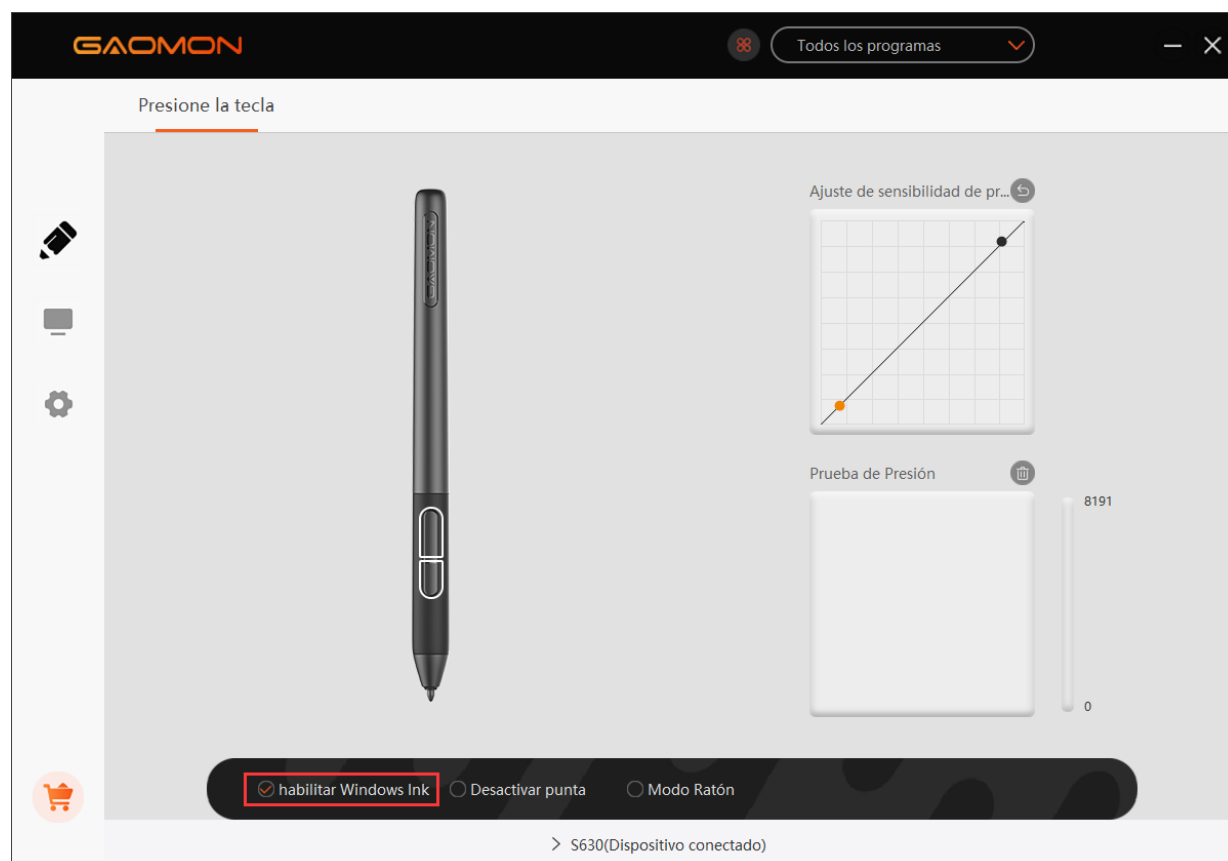 GAOMON
Todos los programas
Presione la tecla
GAOMON
Ajuste de sensibilidad de pr...
Prueba de Presión
8191
0
habilitar Windows Ink
Desactivar punta
Modo Ratón
S630(Dispositivo conectado)